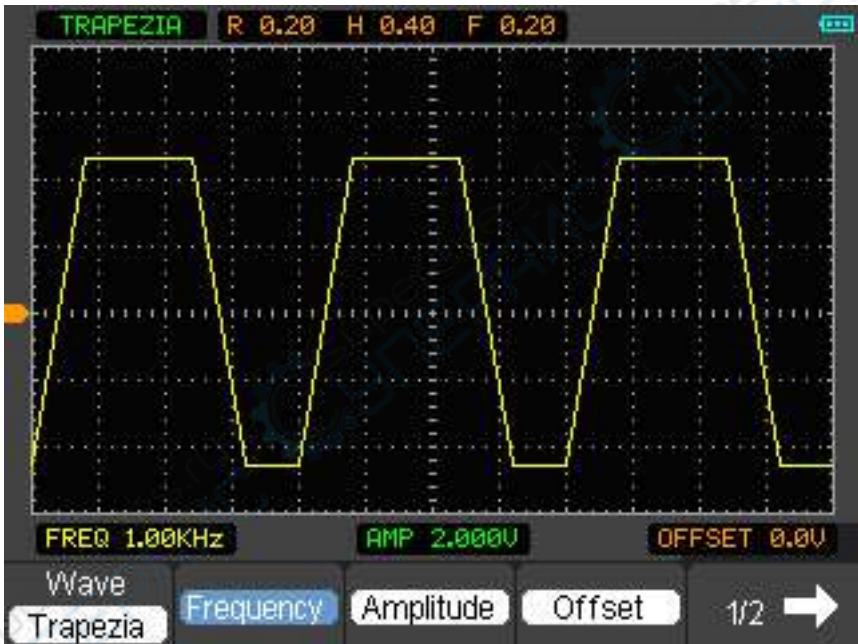 TRAPEZIA R 0.20 H 0.40 F 0.20
FREQ 1.00KHz AMP 2.000V OFFSET 0.0V
Wave
Trapezia Frequency Amplitude Offset 1/2